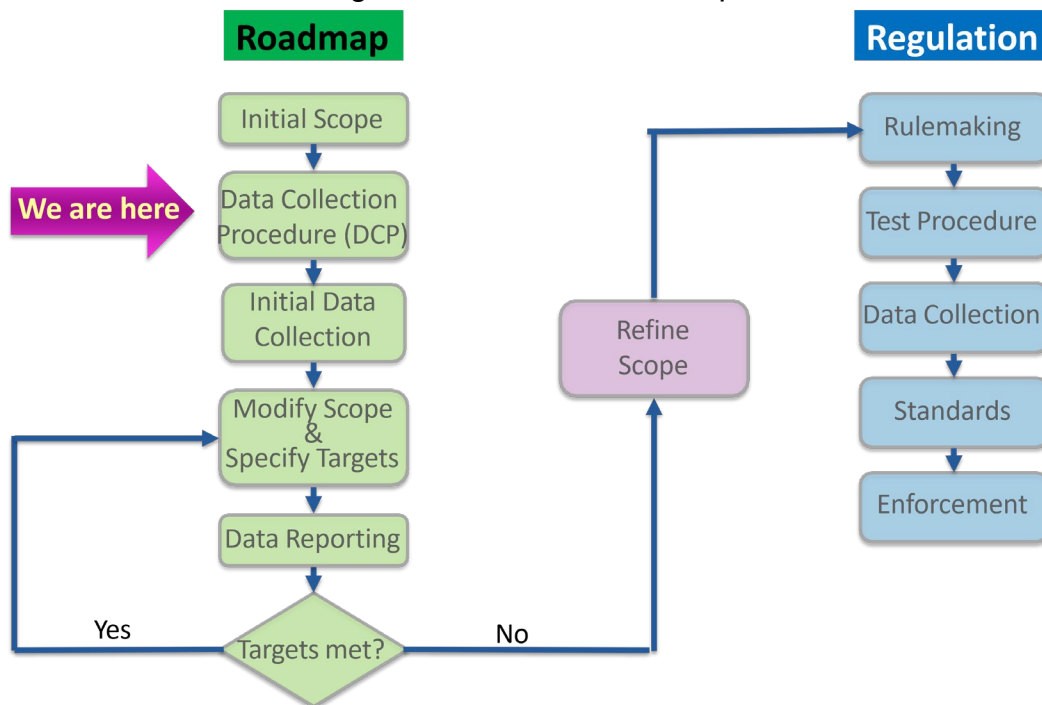 Roadmap
Regulation
Initial Scope
We are here
Data Collection
Procedure (DCP)
Initial Data
Collection
Modify Scope
&
Specify Targets
Data Reporting
Targets met?
Yes
No
Refine
Scope
Rulemaking
Test Procedure
Data Collection
Standards
Enforcement